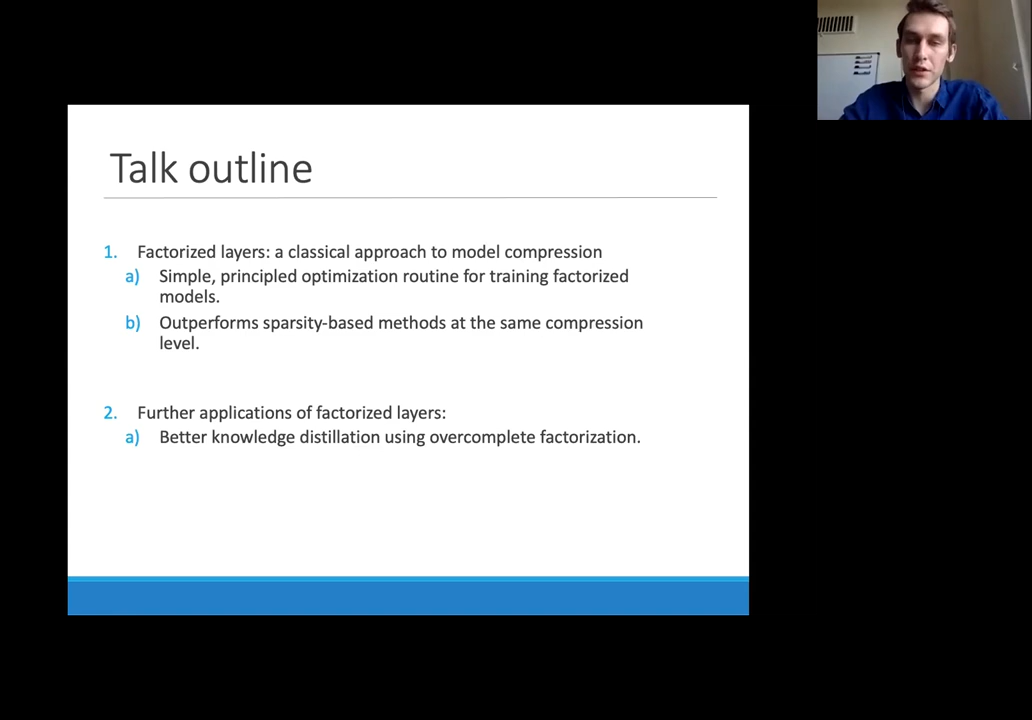 Talk outline
1. Factorized layers: a classical approach to model compression
a) Simple, principled optimization routine for training factorized
models.
b) Outperforms sparsity-based methods at the same compression
level.
2. Further applications of factorized layers:
a) Better knowledge distillation using overcomplete factorization.